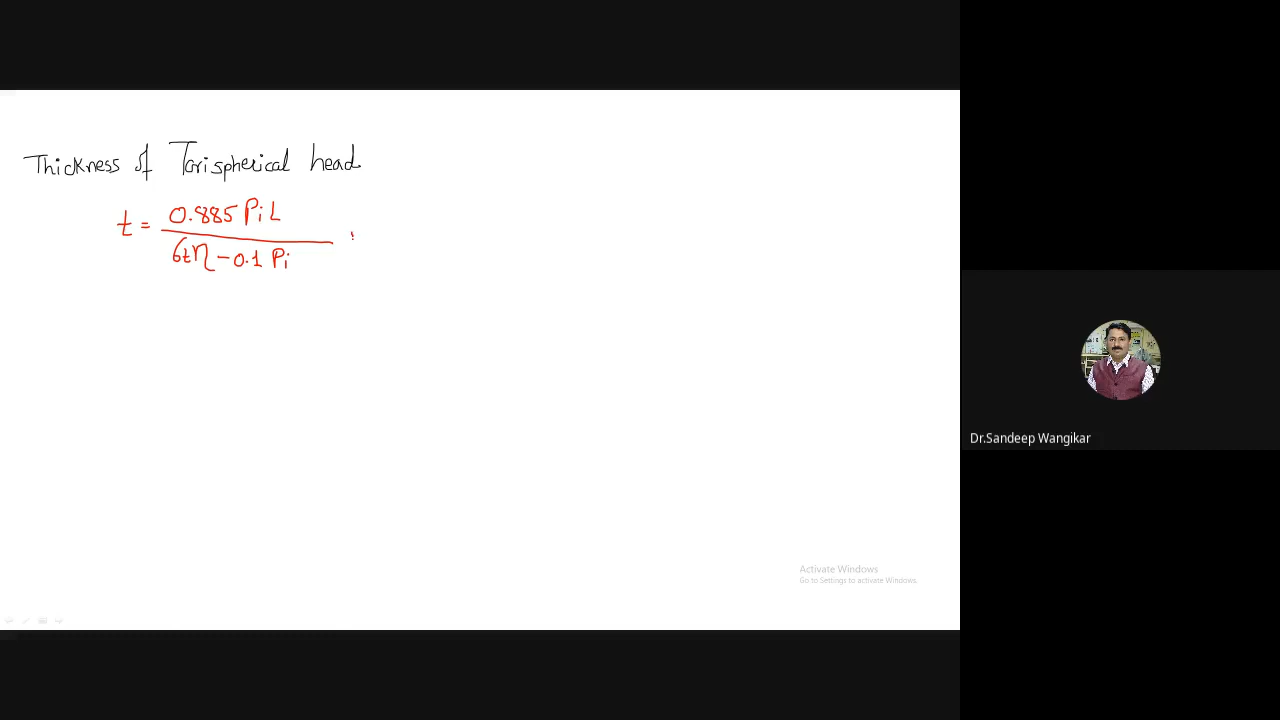 Thickness of Torispherical head
t = 0.885 Pi L
σt η - 0.1 Pi
Activate Windows
Go to Settings to activate Windows.
Dr.Sandeep Wangikar